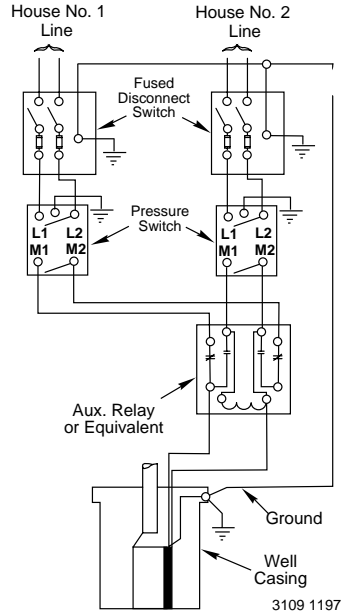 House No. 1
Line
House No. 2
Line
Fused
Disconnect
Switch
L1 L2
M1 M2
Pressure
Switch
L1 L2
M1 M2
Aux. Relay
or Equivalent
Ground
Well
Casing
3109 1197